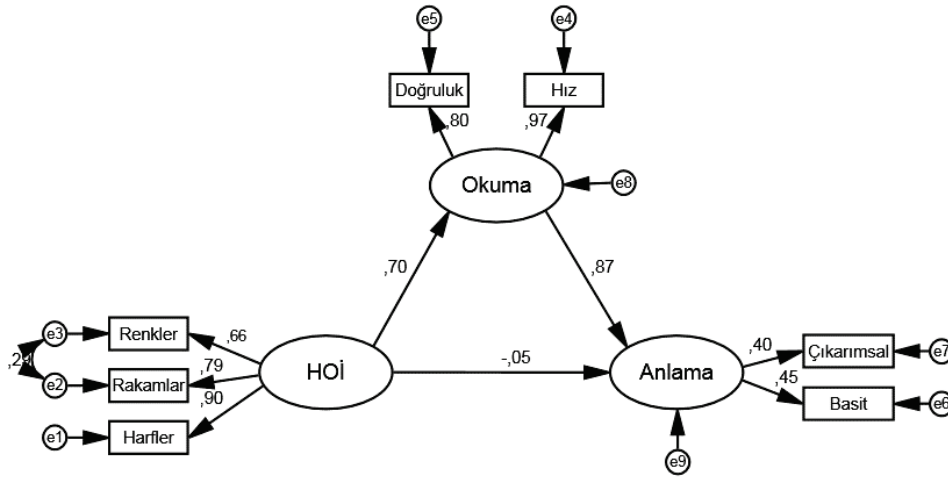 e5
e4
Doğruluk
Hız
,80
,97
Okuma
e8
,70
,87
e3
Renkler
,66
e2
Rakamlar
,79
HOİ
-,05
Anlama
,40
Çıkarımsal
e7
,90
,45
Basit
e6
e1
Harfler
e9